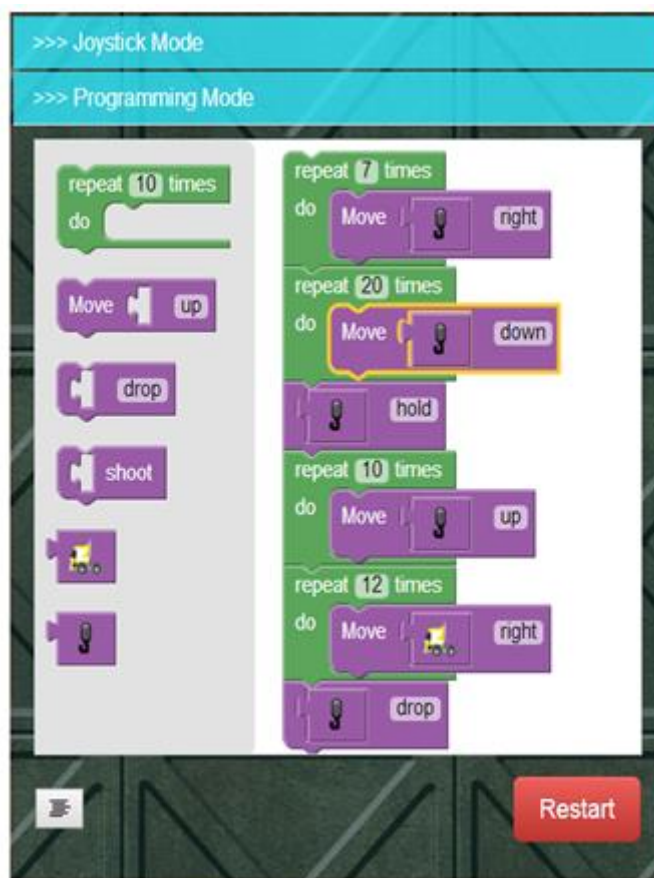 >>> Joystick Mode
>>> Programming Mode
repeat 10 times
do
Move up
drop
shoot
repeat 7 times
do Move right
repeat 20 times
do Move down
hold
repeat 10 times
do Move up
repeat 12 times
do Move right
drop
Restart